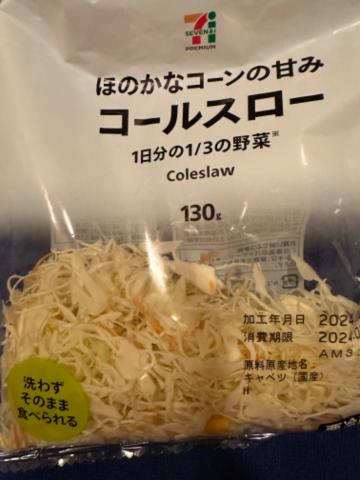 SEVEN&i
PREMIUM
ほのかなコーンの甘み
コールスロー
1日分の1/3の野菜※
Coleslaw
130g
加工年月日 2024
消費期限 2024
AM3
原料原産地名：
キャベツ（国産）
洗わず
そのまま
食べられる